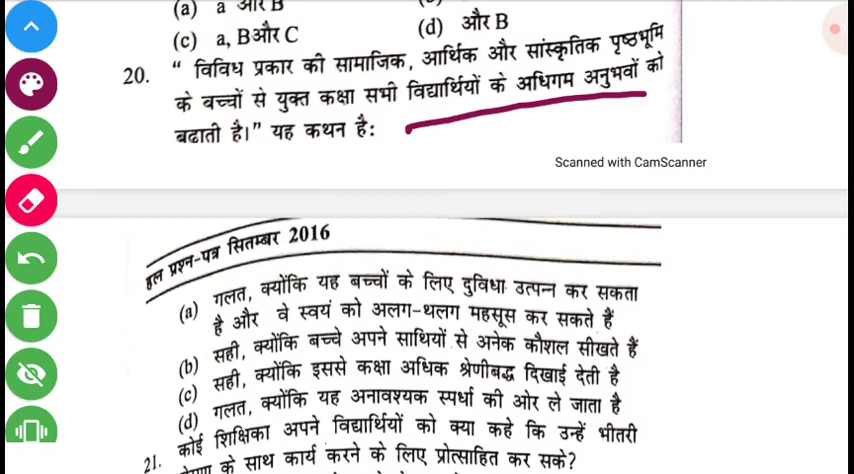 (a) a और B
(c) a, Bऔर C
(d) और B
20. “ विविध प्रकार की सामाजिक, आर्थिक और सांस्कृतिक पृष्ठभूमि
के बच्चों से युक्त कक्षा सभी विद्यार्थियों के अधिगम अनुभवों को
बढाती है।” यह कथन है:
Scanned with CamScanner
हल प्रश्न-पत्र सितम्बर 2016
(a) गलत, क्योंकि यह बच्चों के लिए दुविधा उत्पन्न कर सकता
है और वे स्वयं को अलग-थलग महसूस कर सकते हैं
(b) सही, क्योंकि बच्चे अपने साथियों से अनेक कौशल सीखते हैं
(c) सही, क्योंकि इससे कक्षा अधिक श्रेणीबद्ध दिखाई देती है
(d) गलत, क्योंकि यह अनावश्यक स्पर्धा की ओर ले जाता है
21. कोई शिक्षिका अपने विद्यार्थियों को क्या कहे कि उन्हें भीतरी
के साथ कार्य करने के लिए प्रोत्साहित कर सके?